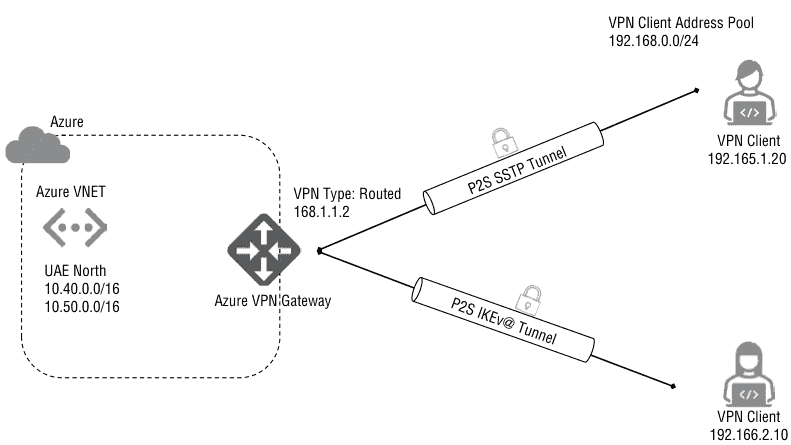 VPN Client Address Pool
192.168.0.0/24
Azure
P2S SSTP Tunnel
VPN Client
192.165.1.20
Azure VNET
VPN Type: Routed
168.1.1.2
UAE North
10.40.0.0/16
10.50.0.0/16
Azure VPN Gateway
P2S IKEv@ Tunnel
VPN Client
192.166.2.10